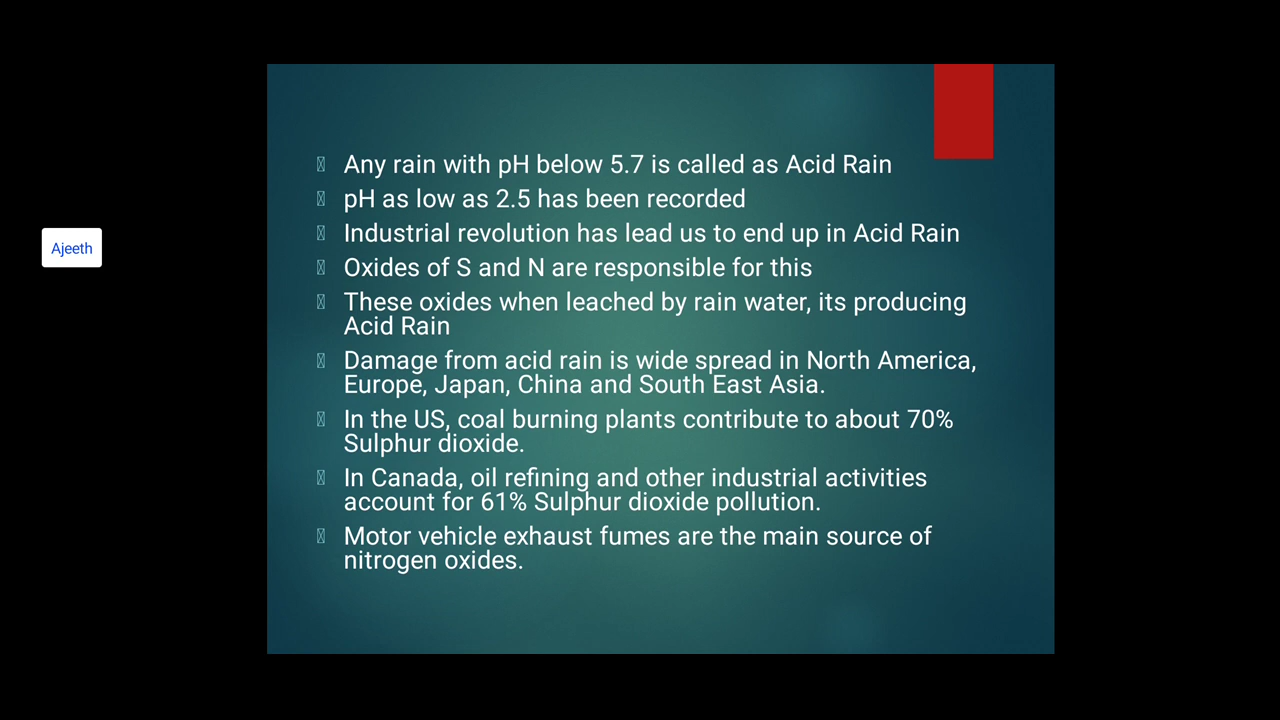 Any rain with pH below 5.7 is called as Acid Rain
pH as low as 2.5 has been recorded
Ajeeth
Industrial revolution has lead us to end up in Acid Rain
Oxides of S and N are responsible for this
These oxides when leached by rain water, its producing
Acid Rain
Damage from acid rain is wide spread in North America,
Europe, Japan, China and South East Asia.
In the US, coal burning plants contribute to about 70%
Sulphur dioxide.
In Canada, oil refining and other industrial activities
account for 61% Sulphur dioxide pollution.
Motor vehicle exhaust fumes are the main source of
nitrogen oxides.